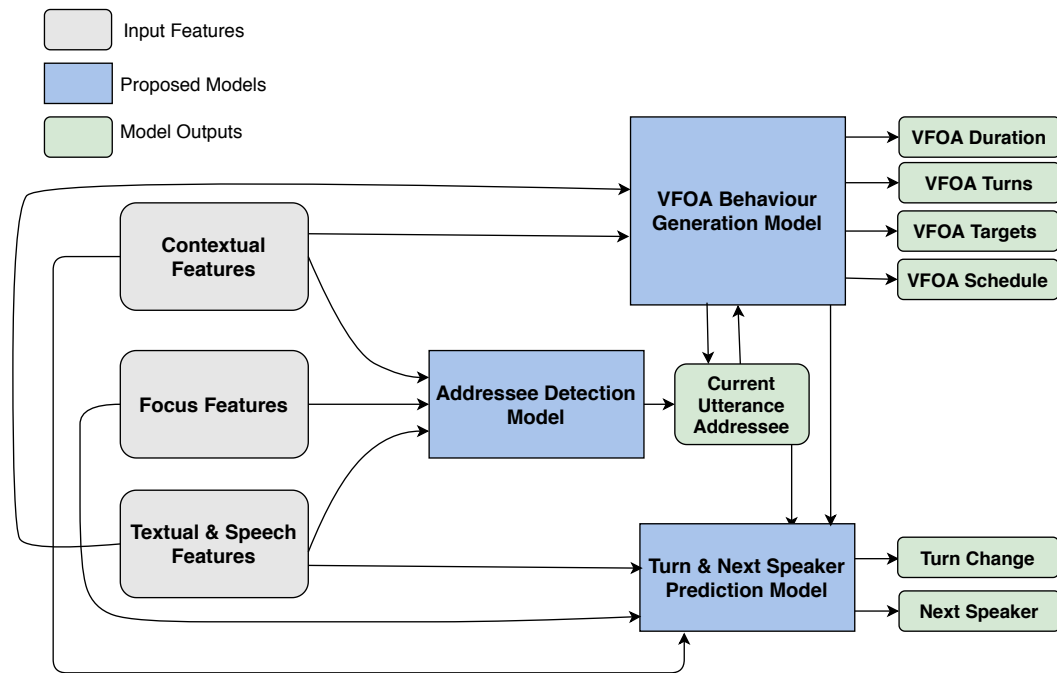 Input Features
Proposed Models
Model Outputs
Contextual
Features
Focus Features
Textual & Speech
Features
Addressee Detection
Model
VFOA Behaviour
Generation Model
Current
Utterance
Addressee
Turn & Next Speaker
Prediction Model
VFOA Duration
VFOA Turns
VFOA Targets
VFOA Schedule
Turn Change
Next Speaker